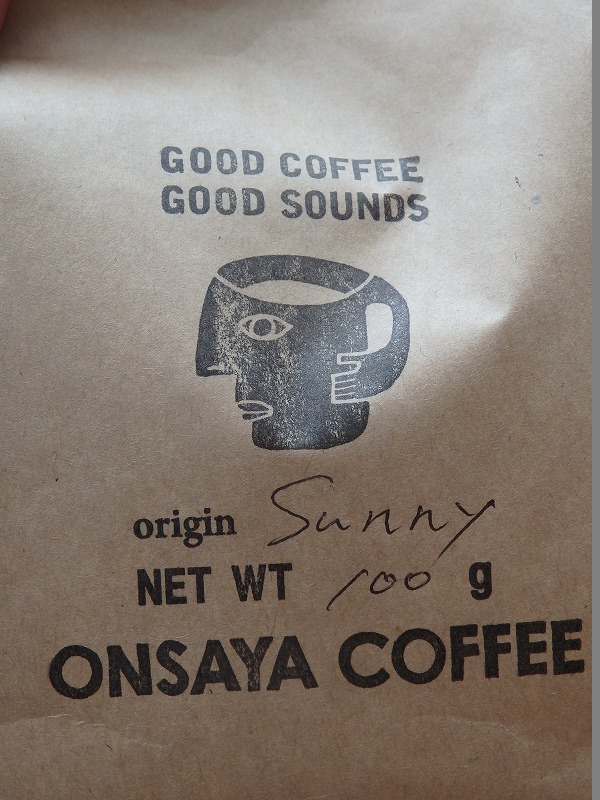 GOOD COFFEE
GOOD SOUNDS
origin Sunny
NET WT 100 g
ONSAYA COFFEE